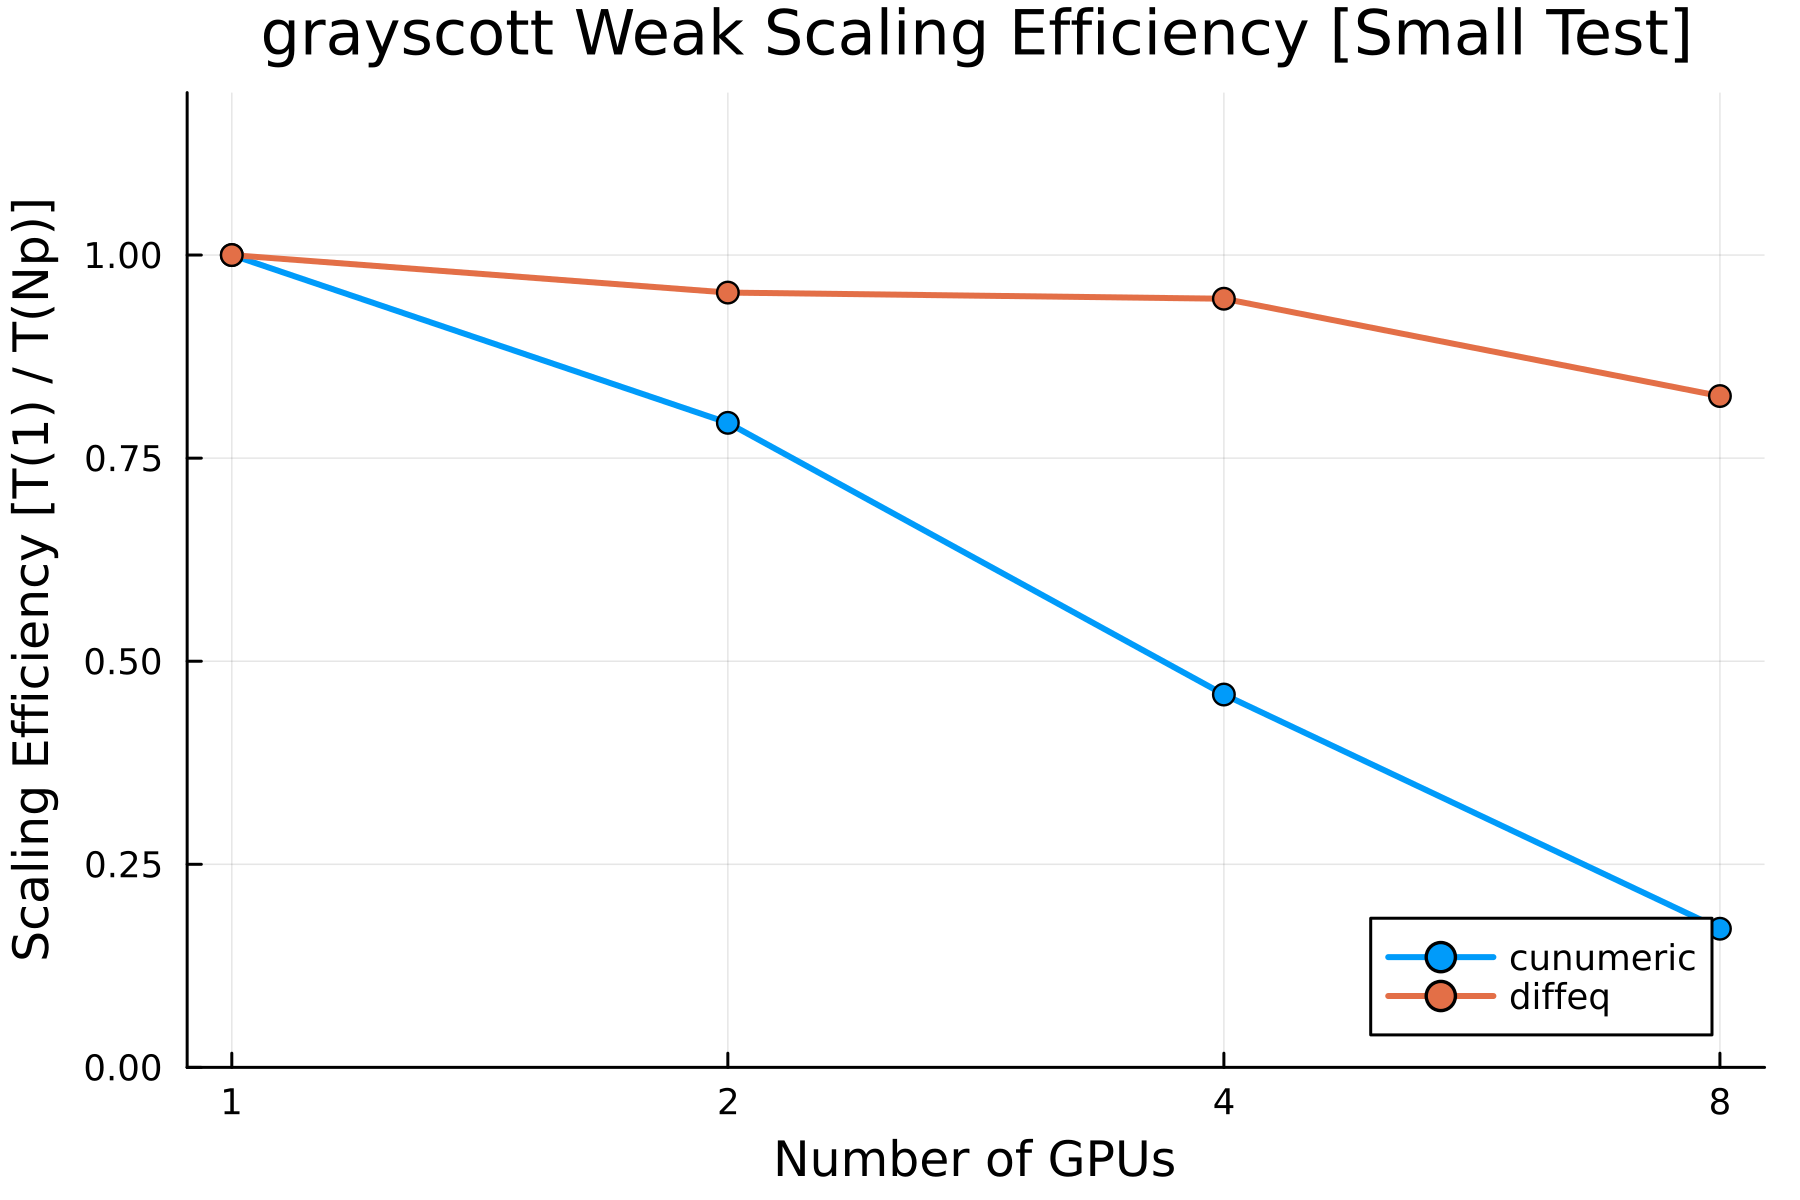 grayscott Weak Scaling Efficiency [Small Test]
Scaling Efficiency [T(1) / T(Np)]
1.00
0.75
0.50
0.25
0.00
cunumeric
diffeq
1
2
4
8
Number of GPUs